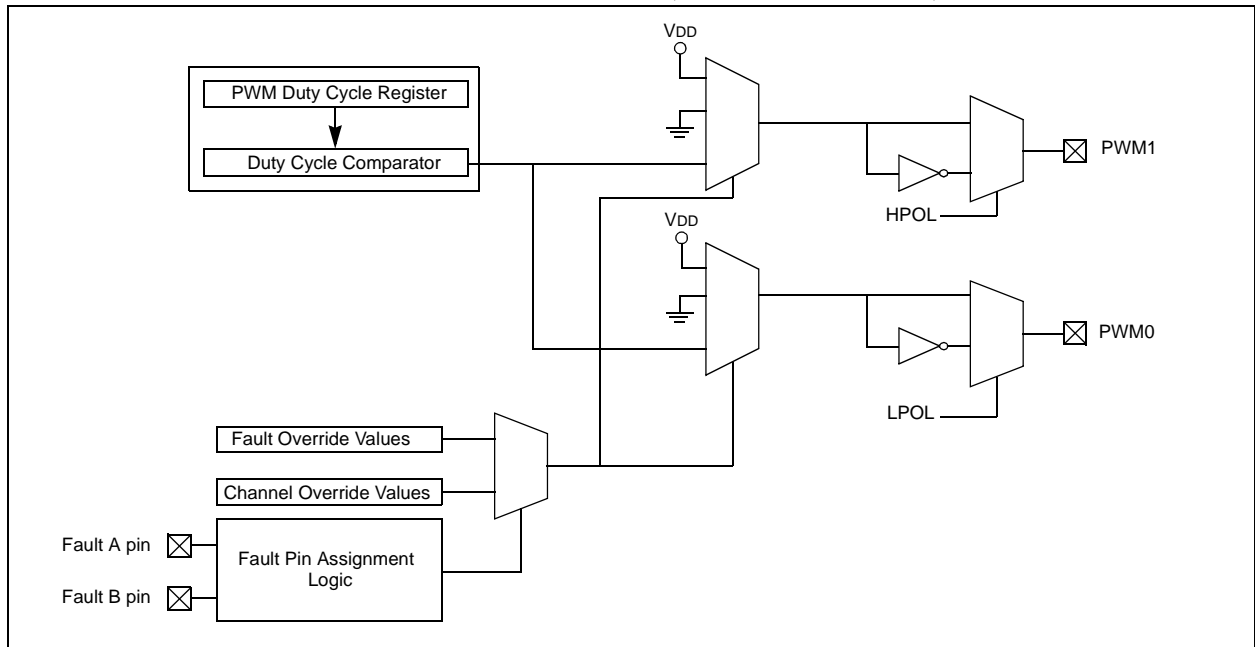 VDD
PWM Duty Cycle Register
Duty Cycle Comparator
PWM1
HPOL
VDD
PWM0
LPOL
Fault Override Values
Channel Override Values
Fault A pin
Fault Pin Assignment
Logic
Fault B pin